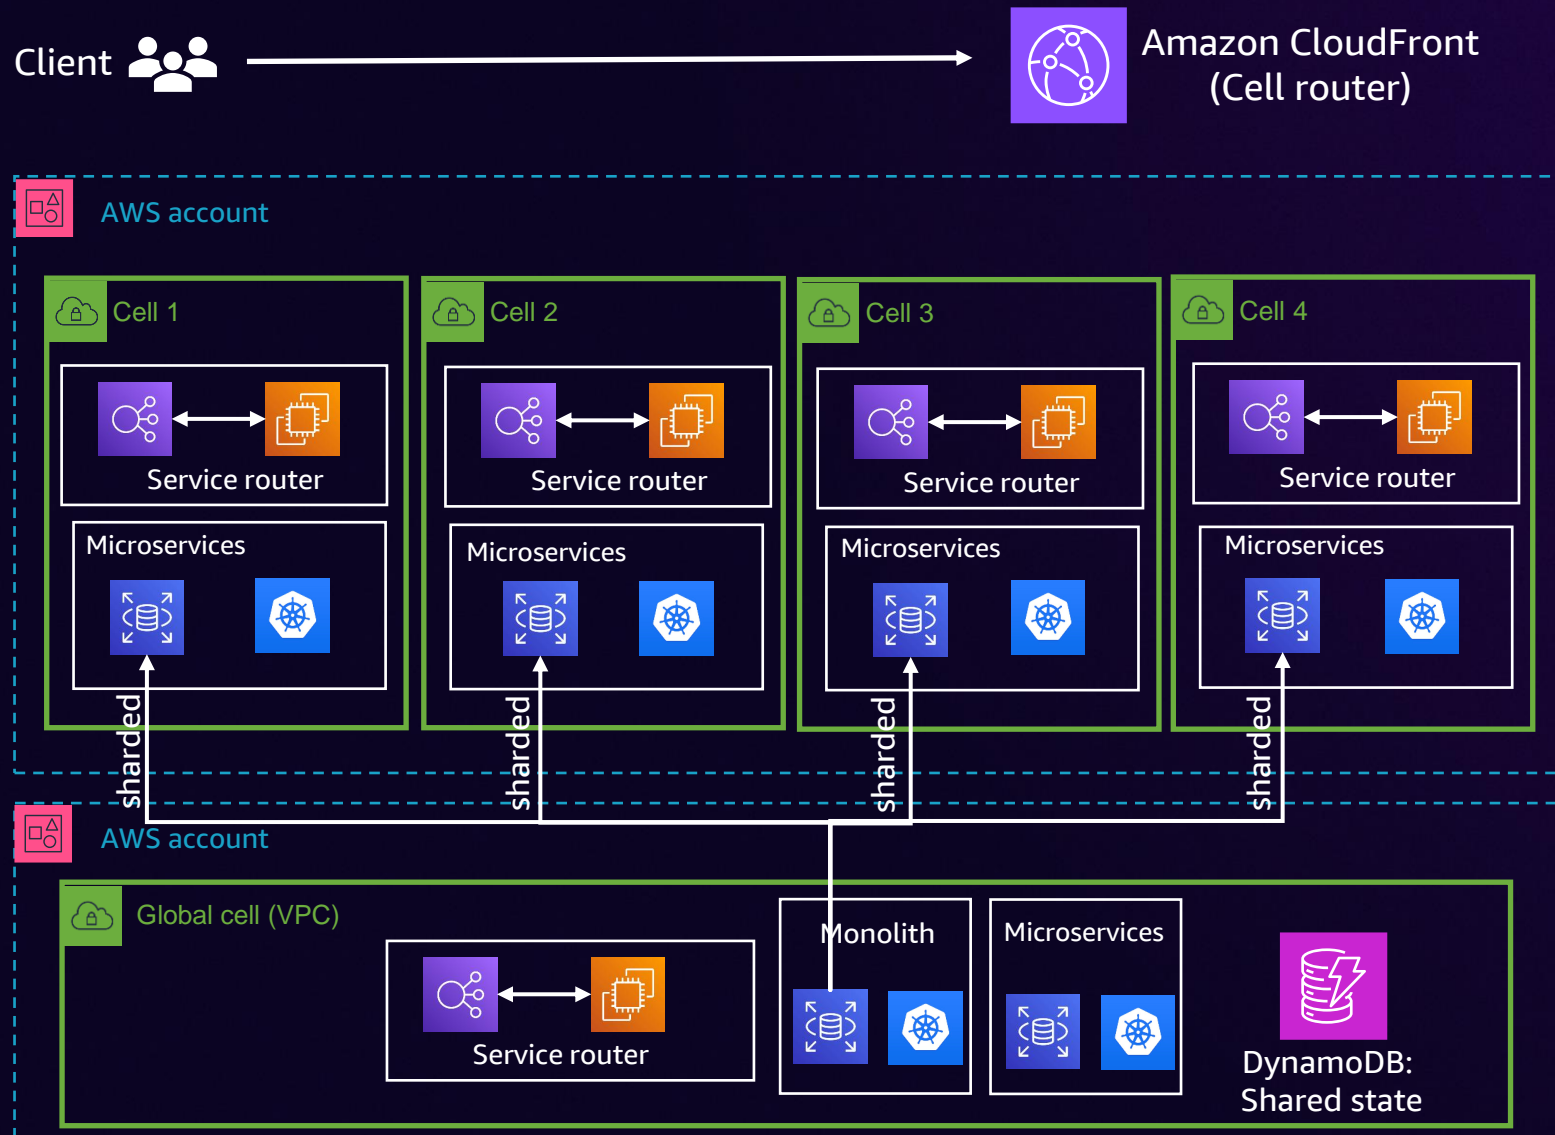 Client
Amazon CloudFront
(Cell router)
AWS account
Cell 1
Cell 2
Cell 3
Cell 4
Service router
Service router
Service router
Service router
Microservices
Microservices
Microservices
Microservices
sharded
sharded
sharded
sharded
AWS account
Global cell (VPC)
Service router
Monolith
Microservices
DynamoDB:
Shared state